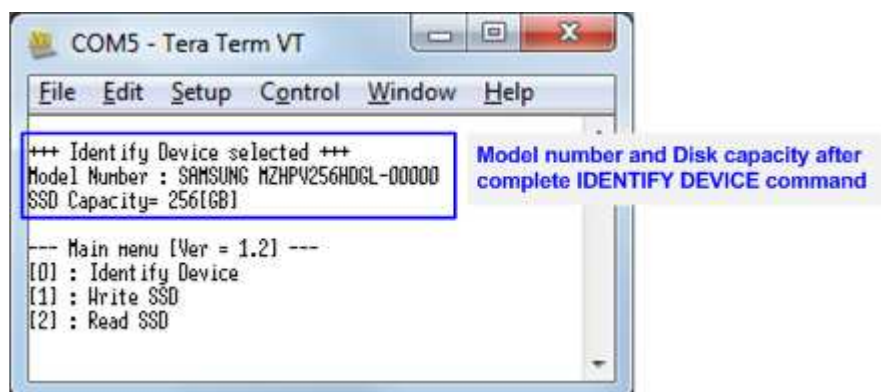 COM5 - Tera Term VT
File Edit Setup Control Window Help
+++ Identify Device selected +++
Model Number : SAMSUNG MZHPV256HDGL-00000
SSD Capacity= 256[GB]
Model number and Disk capacity after
complete IDENTIFY DEVICE command
--- Main menu [Ver = 1.2] ---
[0] : Identify Device
[1] : Write SSD
[2] : Read SSD